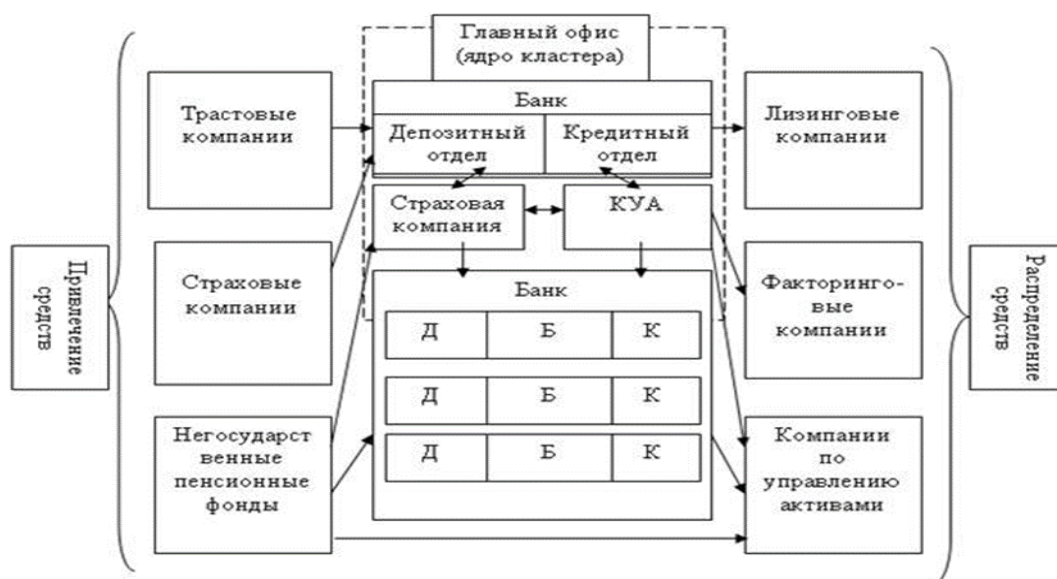 Главный офис
(ядро кластера)
Трастовые
компании
Банк
Депозитный
отдел
Кредитный
отдел
Лизинговые
компании
Страховая
компания
КУА
Привлечение
средств
Страховые
компании
Факторинго-
вые
компании
Распределение
средств
Банк
Д Б К
Д Б К
Д Б К
Негосударст
венные
пенсионные
фонды
Компании
по
управлению
активами